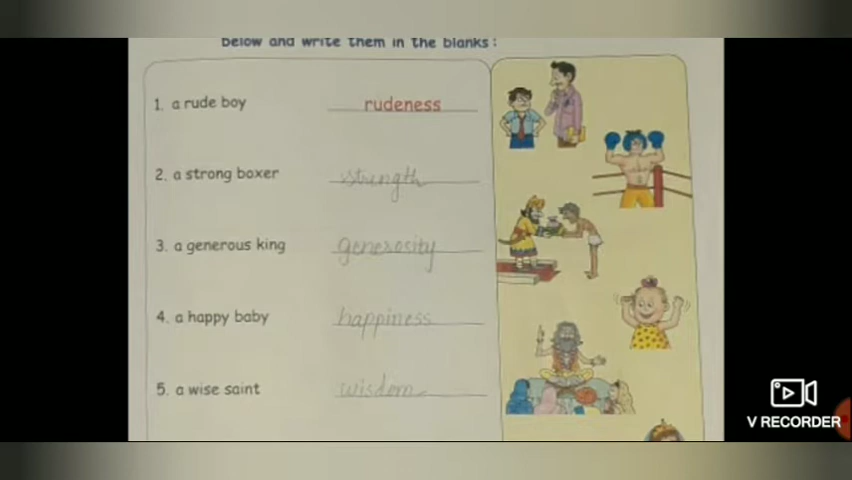 below and write them in the blanks:
1. a rude boy rudeness
2. a strong boxer strength
3. a generous king generosity
4. a happy baby happiness
5. a wise saint wisdom
V RECORDER